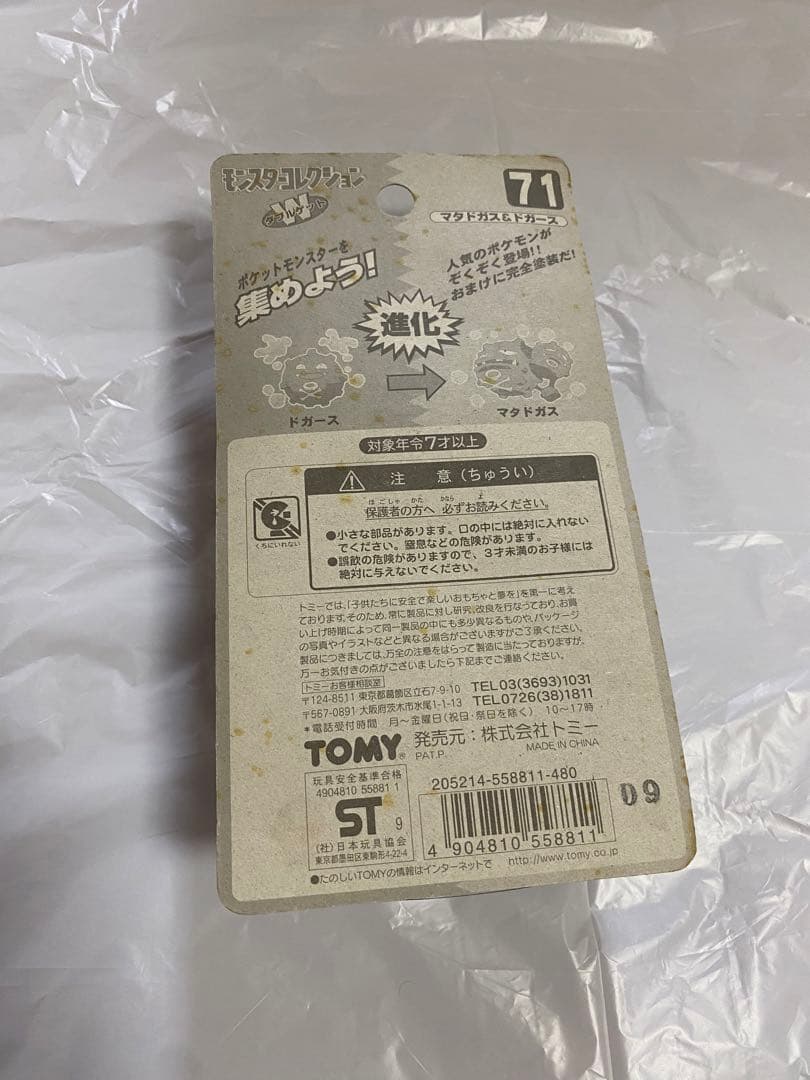 モンスターコレクション
W
ダブルゲット
71
マタドガス&ドガース
ポケットモンスターを
集めよう!
人気のポケモンが
ぞくぞく登場!!
おまけに完全塗装だ!
進化
ドガース
マタドガス
対象年令7才以上
注 意(ちゅうい)
ほごしゃ かた かなら よ
保護者の方へ 必ずお読みください。
くちにいれない
●小さな部品があります。口の中には絶対に入れない
でください。窒息などの危険があります。
●誤飲の危険がありますので、3才未満のお子様には
絶対に与えないでください。
トミーでは、「子供たちに安全で楽しいおもちゃと夢を」を第一に考え
ております。そのため、常に製品に対し研究、改良を行なっており、お買
い上げ時期によって同一製品の中にも多少異なるものや、パッケージ
の写真やイラストなどと異なる場合がございますがご了承ください。
製品につきましては、万全の注意をはらって製造に当たっておりますが、
万一お気付きの点がございましたら下記までご連絡ください。
トミーお客様相談室
〒124-8511 東京都葛飾区立石7-9-10 TEL03(3693)1031
〒567-0891 大阪府茨木市水尾1-1-13 TEL0726(38)1811
*電話受付時間 月〜金曜日(祝日・祭日を除く) 10〜17時
TOMY® 発売元:株式会社トミー
PAT.P. MADE IN CHINA
玩具安全基準合格
4904810 55881 1
ST 9
(社)日本玩具協会
東京都墨田区東駒形4-22-4
205214-558811-480
4 904810 558811
09
●たのしいTOMYの情報はインターネットで http://www.tomy.co.jp